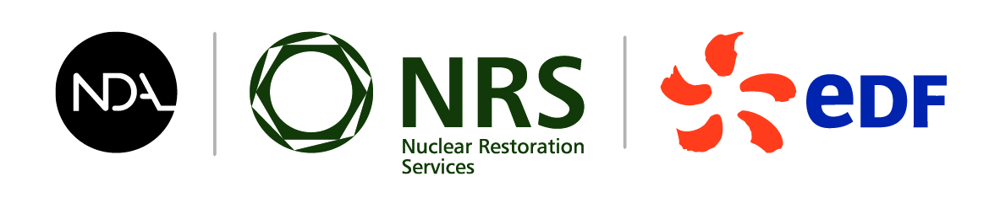 NDA
NRS
Nuclear Restoration
Services
eDF